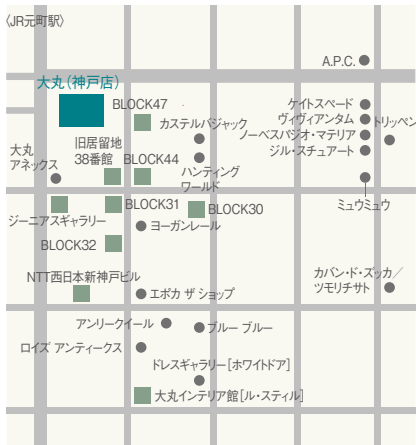 〈JR元町駅〉
A.P.C.
大丸(神戸店)
BLOCK47
カステルバジャック
ケイトスペード
ヴィヴィアンタム
ノーベスパジオ・マテリア
ジル・スチュアート
トリッペン
旧居留地
38番館
BLOCK44
大丸
アネックス
ハンティング
ワールド
ミュウミュウ
ジーニアスギャラリー
BLOCK31
BLOCK30
ヨーガンレール
BLOCK32
NTT西日本新神戸ビル
エポカ ザ ショップ
カバン・ド・ズッカ/
ツモリチサト
アンリークイール
ブルー ブルー
ロイズ アンティークス
ドレスギャラリー[ホワイトドア]
大丸インテリア館[ル・スティル]